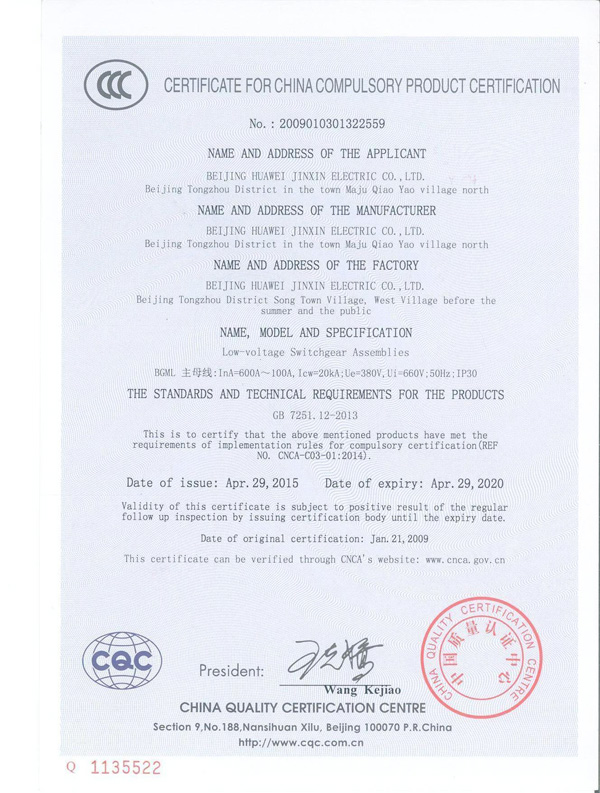 CCC
CERTIFICATE FOR CHINA COMPULSORY PRODUCT CERTIFICATION
No. : 2009010301322559
NAME AND ADDRESS OF THE APPLICANT
BEIJING HUAWEI JINXIN ELECTRIC CO.,LTD.
Beijing Tongzhou District in the town Maju Qiao Yao village north
NAME AND ADDRESS OF THE MANUFACTURER
BEIJING HUAWEI JINXIN ELECTRIC CO.,LTD.
Beijing Tongzhou District in the town Maju Qiao Yao village north
NAME AND ADDRESS OF THE FACTORY
BEIJING HUAWEI JINXIN ELECTRIC CO.,LTD.
Beijing Tongzhou District Song Town Village, West Village before the
summer and the public
NAME, MODEL AND SPECIFICATION
Low-voltage Switchgear Assemblies
BGML 主母线:InA=600A~100A,Icw=20kA;Ue=380V,Ui=660V;50Hz;IP30
THE STANDARDS AND TECHNICAL REQUIREMENTS FOR THE PRODUCTS
GB 7251.12-2013
This is to certify that the above mentioned products have met the
requirements of implementation rules for compulsory certification(REF
NO. CNCA-C03-01:2014).
Date of issue: Apr.29,2015 Date of expiry: Apr.29,2020
Validity of this certificate is subject to positive result of the regular
follow up inspection by issuing certification body until the expiry date.
Date of original certification: Jan.21,2009
This certificate can be verified through CNCA's website: www.cnca.gov.cn
CHINA QUALITY CERTIFICATION CENTRE
中国质量认证中心
CQC
President:
Wang Kejiao
CHINA QUALITY CERTIFICATION CENTRE
Section 9,No.188,Nansihuan Xilu, Beijing 100070 P.R.China
http://www.cqc.com.cn
Q 1135522